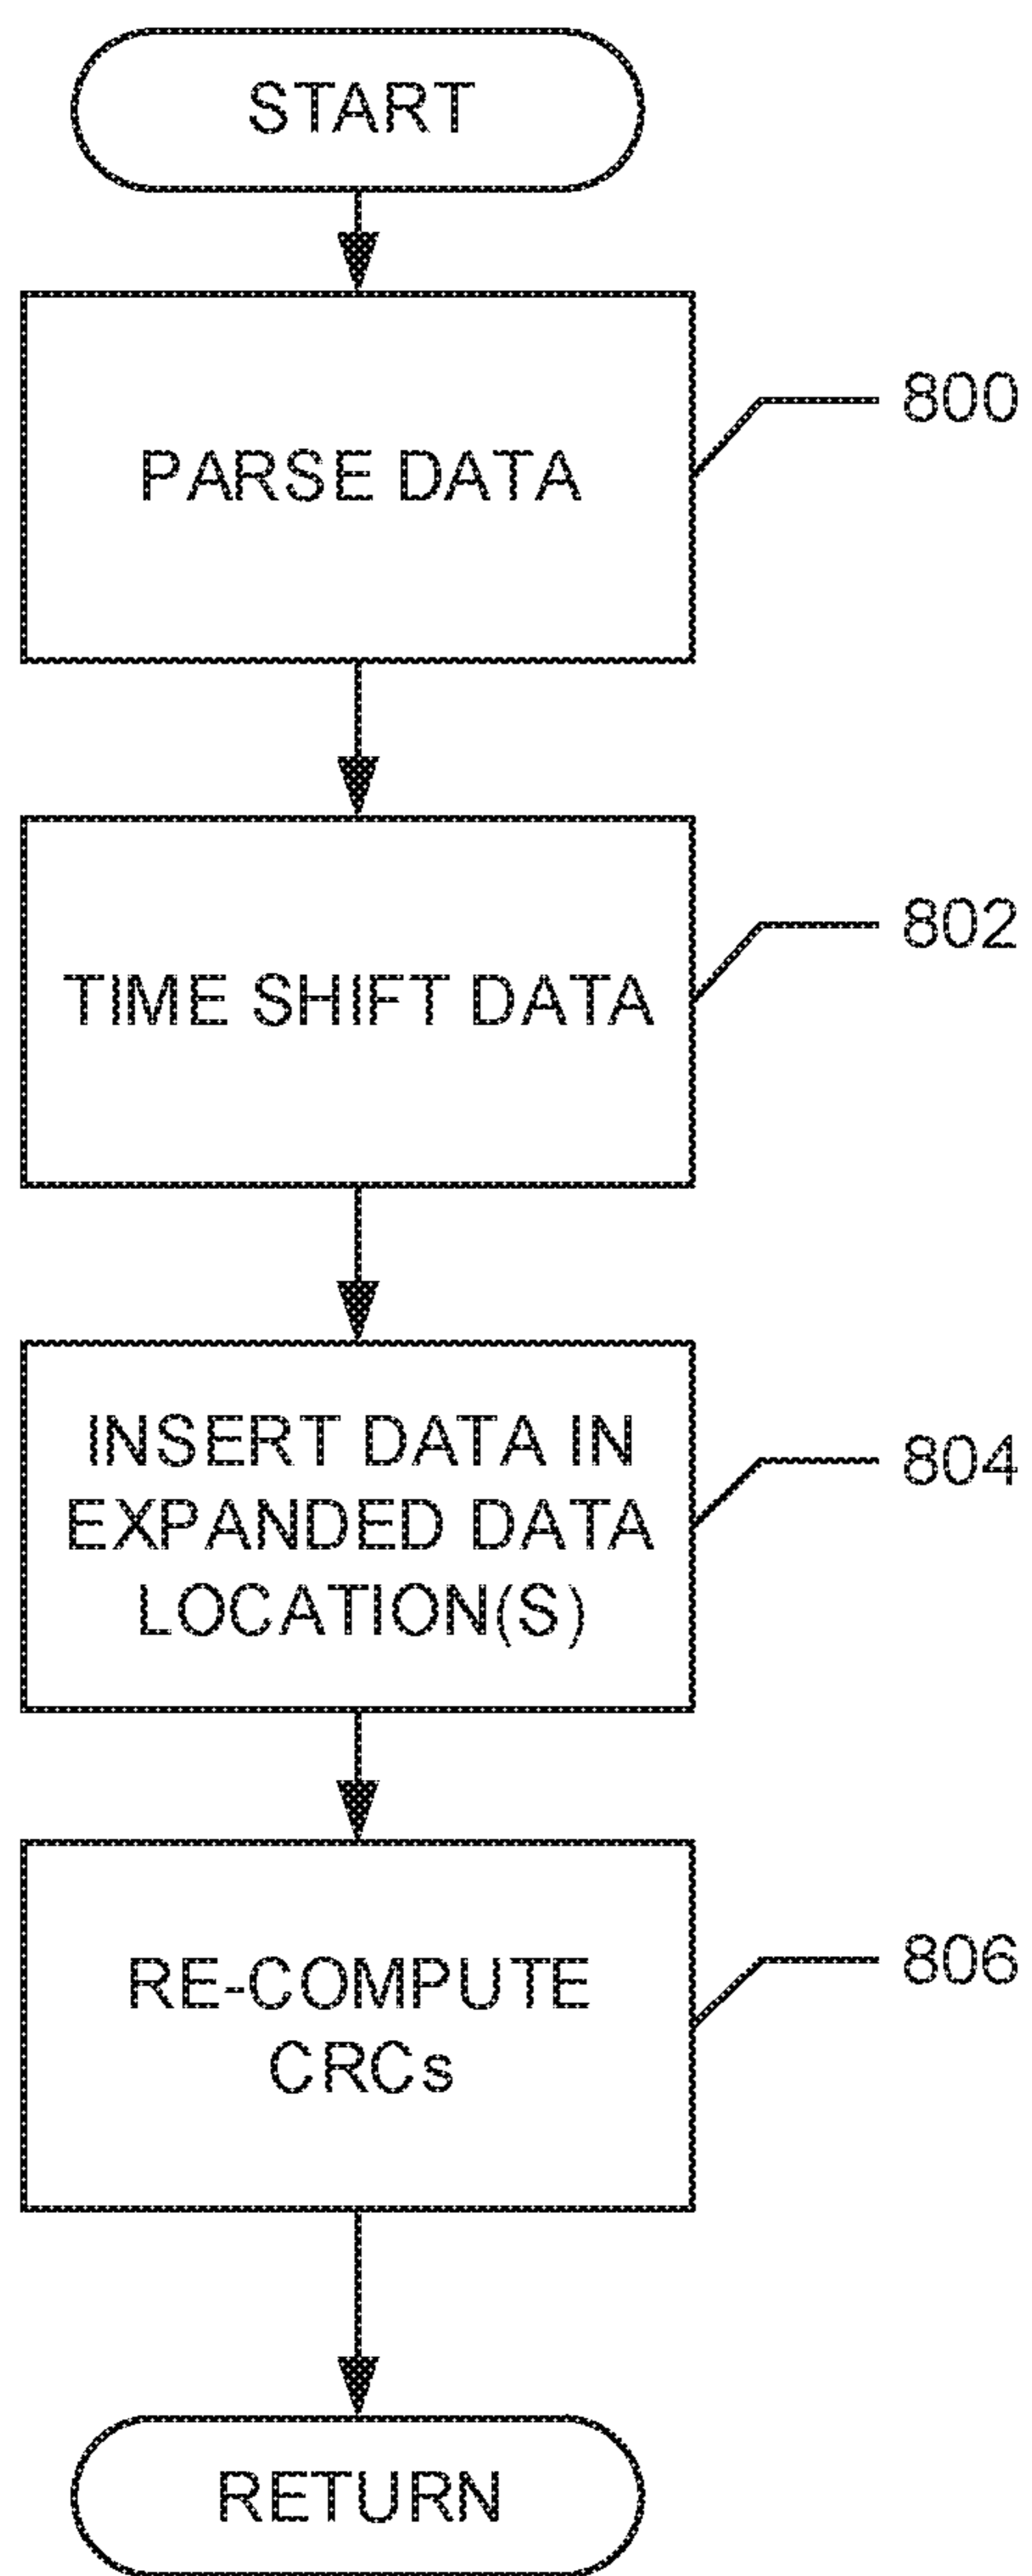 START
PARSE DATA
800
TIME SHIFT DATA
802
INSERT DATA IN
EXPANDED DATA
LOCATION(S)
804
RE-COMPUTE
CRCs
806
RETURN